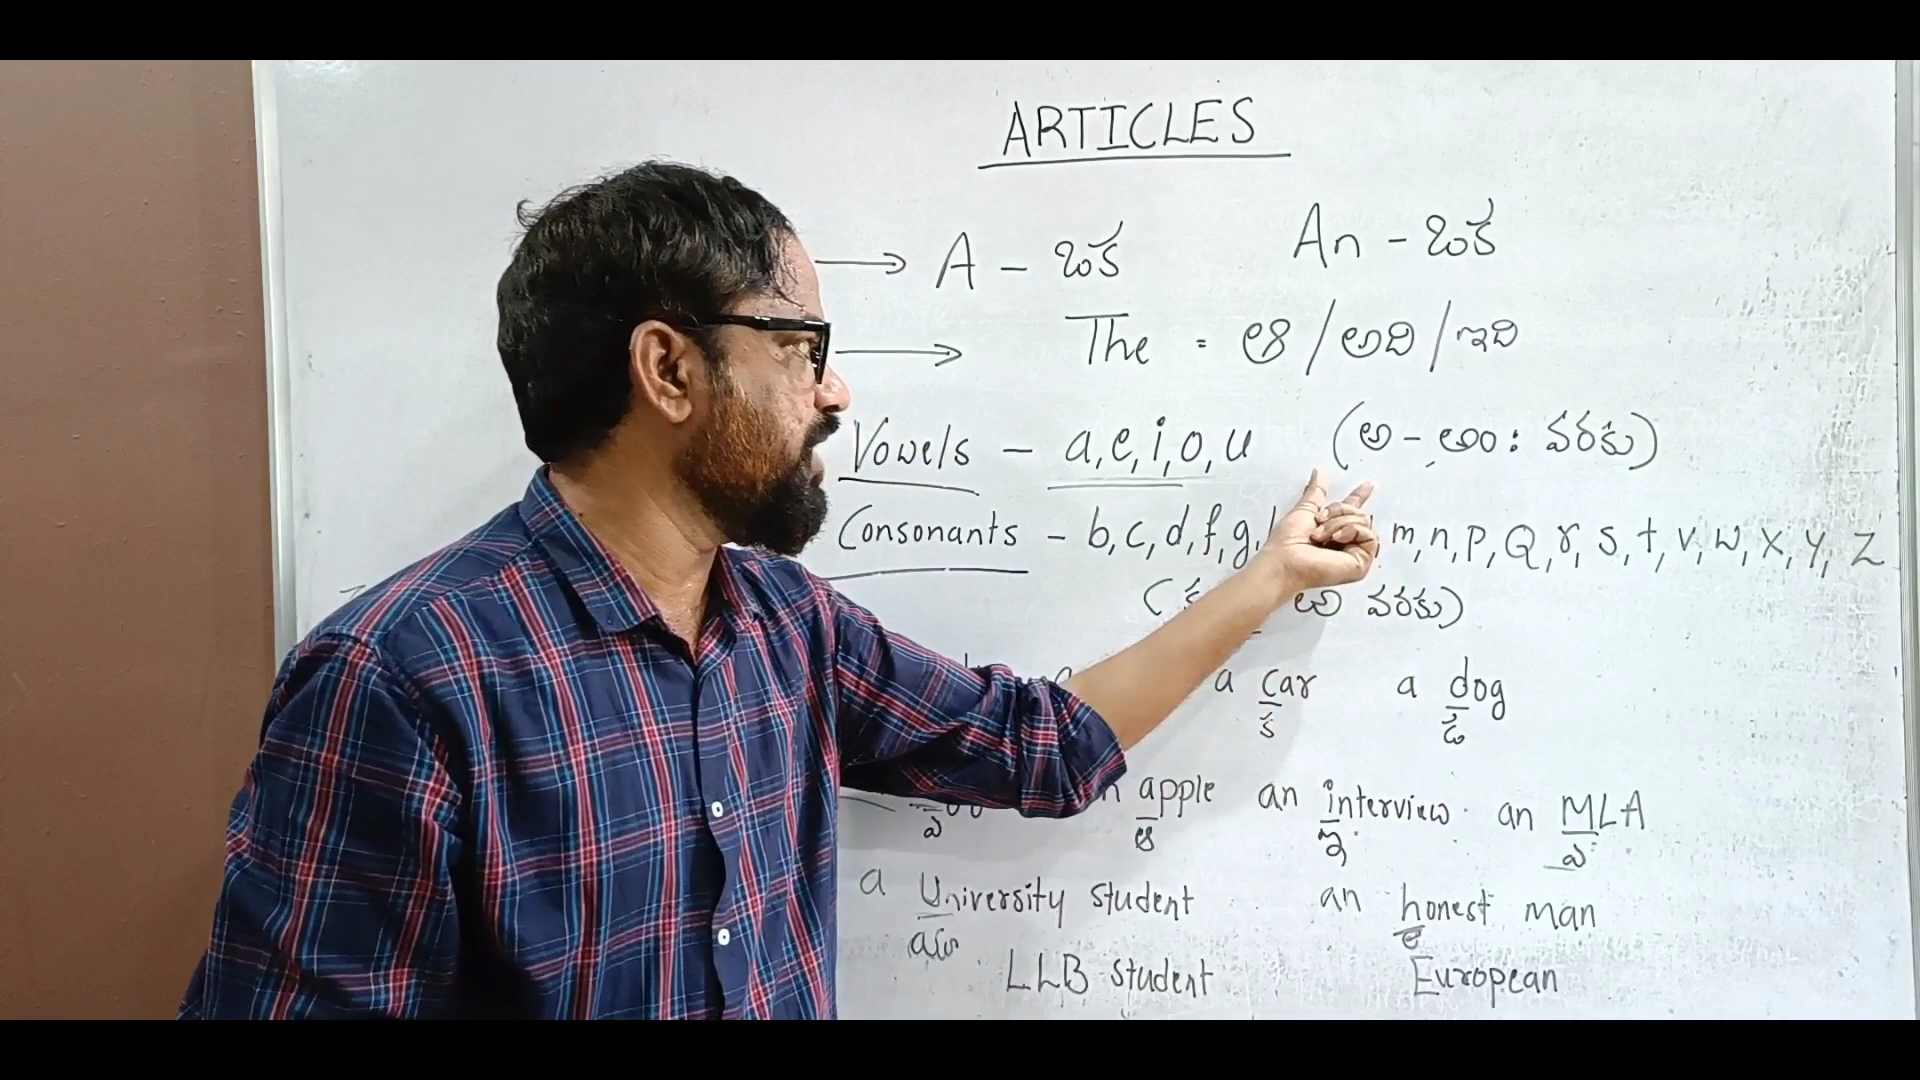 ARTICLES
→ A - ఒక An - ఒక
→ The = ఆ / అది / ఇది
Vowels - a, e, i, o, u (అ - అం: వరకు)
Consonants - b, c, d, f, g, m, n, p, Q, r, s, t, v, w, x, y, z
(క వరకు)
a car a dog
క డ
apple an interview an MLA
ఆ ఇ ఎ
a University student an honest man
యు
LLB student European